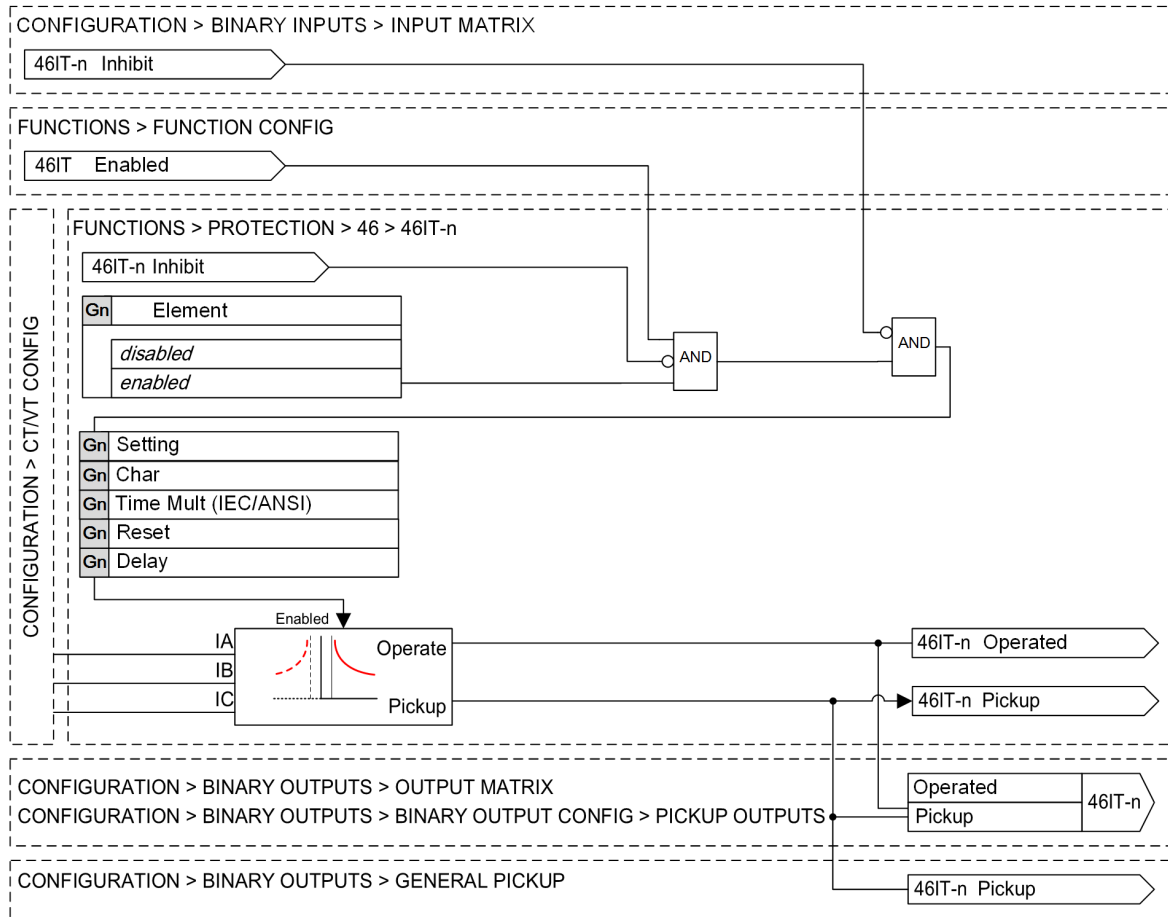 CONFIGURATION > BINARY INPUTS > INPUT MATRIX
46IT-n Inhibit
FUNCTIONS > FUNCTION CONFIG
46IT Enabled
CONFIGURATION > CT/VT CONFIG
FUNCTIONS > PROTECTION > 46 > 46IT-n
46IT-n Inhibit
Gn Element
disabled
enabled
AND
AND
Gn Setting
Gn Char
Gn Time Mult (IEC/ANSI)
Gn Reset
Gn Delay
Enabled
IA
IB
IC
Operate
Pickup
46IT-n Operated
46IT-n Pickup
CONFIGURATION > BINARY OUTPUTS > OUTPUT MATRIX
CONFIGURATION > BINARY OUTPUTS > BINARY OUTPUT CONFIG > PICKUP OUTPUTS
Operated
Pickup
46IT-n
CONFIGURATION > BINARY OUTPUTS > GENERAL PICKUP
46IT-n Pickup